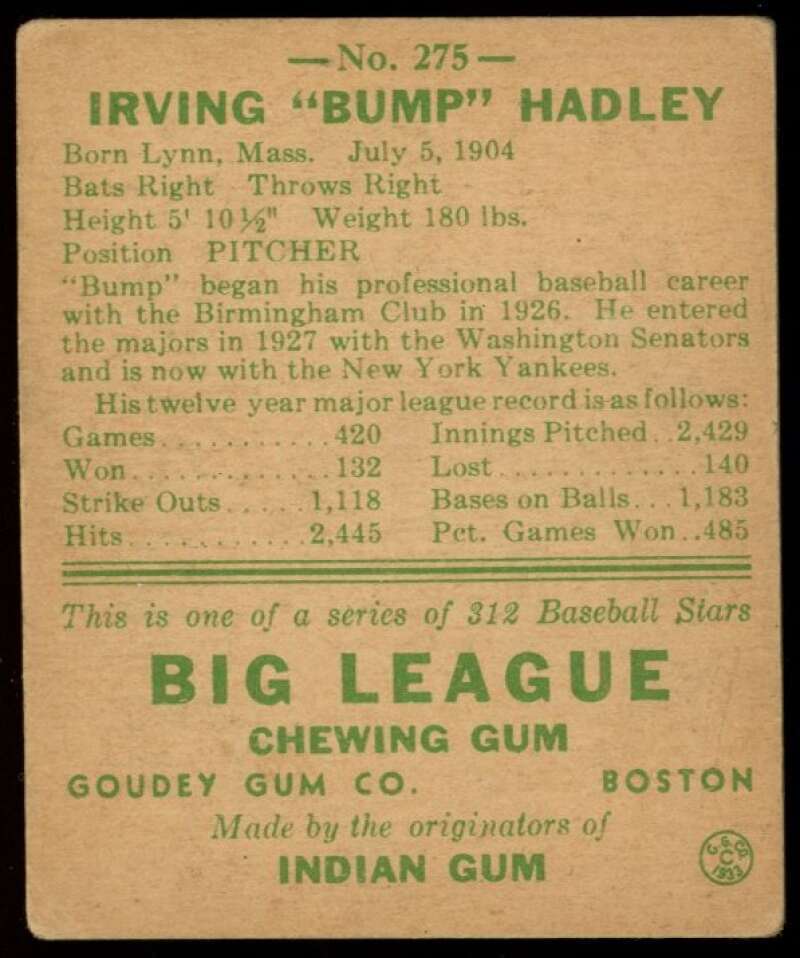 —No. 275—
IRVING “BUMP” HADLEY
Born Lynn, Mass. July 5, 1904
Bats Right Throws Right
Height 5' 10½" Weight 180 lbs.
Position PITCHER
“Bump” began his professional baseball career
with the Birmingham Club in 1926. He entered
the majors in 1927 with the Washington Senators
and is now with the New York Yankees.
His twelve year major league record is as follows:
Games............420 Innings Pitched..2,429
Won..............132 Lost.............140
Strike Outs.....1,118 Bases on Balls...1,183
Hits............2,445 Pct. Games Won..485
This is one of a series of 312 Baseball Stars
BIG LEAGUE
CHEWING GUM
GOUDEY GUM CO. BOSTON
Made by the originators of
INDIAN GUM
G. G. CO.
C
1933